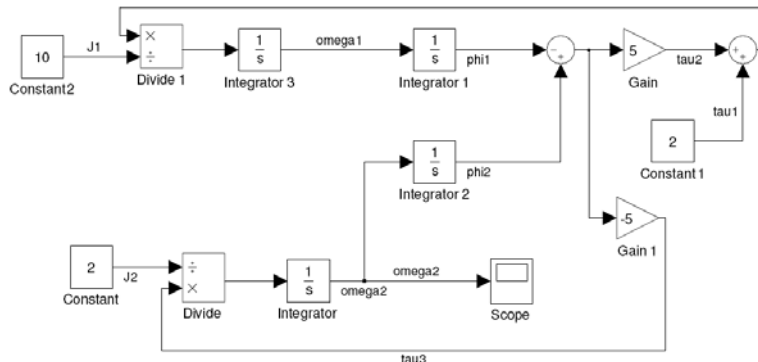 ×
÷
10
J1
Constant2
Divide 1
1
s
Integrator 3
omega1
1
s
Integrator 1
phi1
-
+
5
Gain
tau2
+
+
tau1
2
Constant 1
1
s
Integrator 2
phi2
-5
Gain 1
2
J2
Constant
÷
×
Divide
1
s
Integrator
omega2
omega2
Scope
tau3